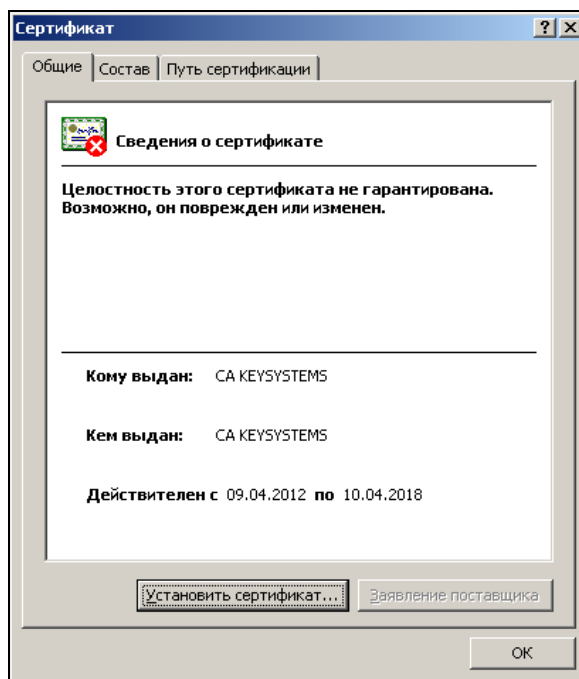 Сертификат
Общие Состав Путь сертификации
Сведения о сертификате
Целостность этого сертификата не гарантирована.
Возможно, он поврежден или изменен.
Кому выдан: CA KEYSYSTEMS
Кем выдан: CA KEYSYSTEMS
Действителен с 09.04.2012 по 10.04.2018
Установить сертификат... Заявление поставщика
ОК